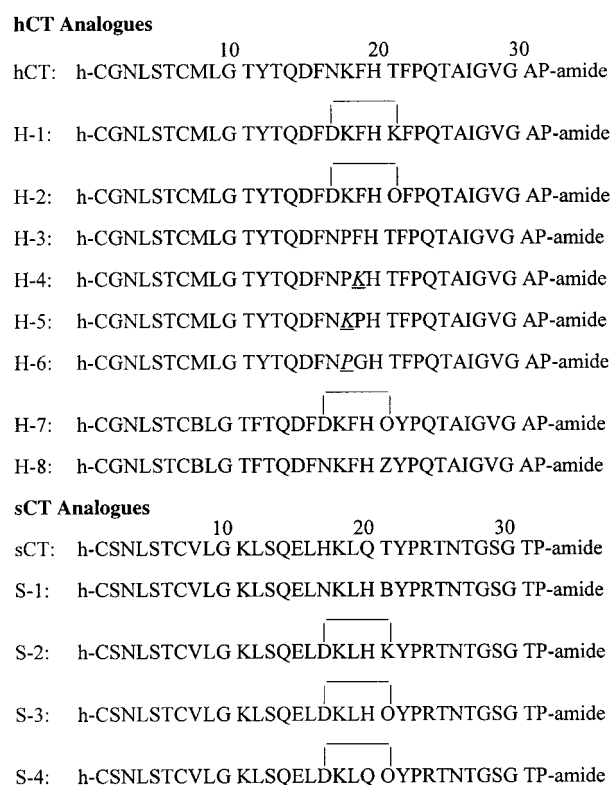 hCT Analogues
10 20 30
hCT: h-CGNLSTCMLG TYTQDFNKFH TFPQTAIGVG AP-amide
H-1: h-CGNLSTCMLG TYTQDFDKFH KFPQTAIGVG AP-amide
H-2: h-CGNLSTCMLG TYTQDFDKFH OFPQTAIGVG AP-amide
H-3: h-CGNLSTCMLG TYTQDFNPFH TFPQTAIGVG AP-amide
H-4: h-CGNLSTCMLG TYTQDFNPKH TFPQTAIGVG AP-amide
H-5: h-CGNLSTCMLG TYTQDFNKPH TFPQTAIGVG AP-amide
H-6: h-CGNLSTCMLG TYTQDFNPGH TFPQTAIGVG AP-amide
H-7: h-CGNLSTCBLG TFTQDFDKFH OYPQTAIGVG AP-amide
H-8: h-CGNLSTCBLG TFTQDFNKFH ZYPQTAIGVG AP-amide
sCT Analogues
10 20 30
sCT: h-CSNLSTCVLG KLSQELHKLQ TYPRTNTGSG TP-amide
S-1: h-CSNLSTCVLG KLSQELNKLH BYPRTNTGSG TP-amide
S-2: h-CSNLSTCVLG KLSQELDKLH KYPRTNTGSG TP-amide
S-3: h-CSNLSTCVLG KLSQELDKLH OYPRTNTGSG TP-amide
S-4: h-CSNLSTCVLG KLSQELDKLQ OYPRTNTGSG TP-amide